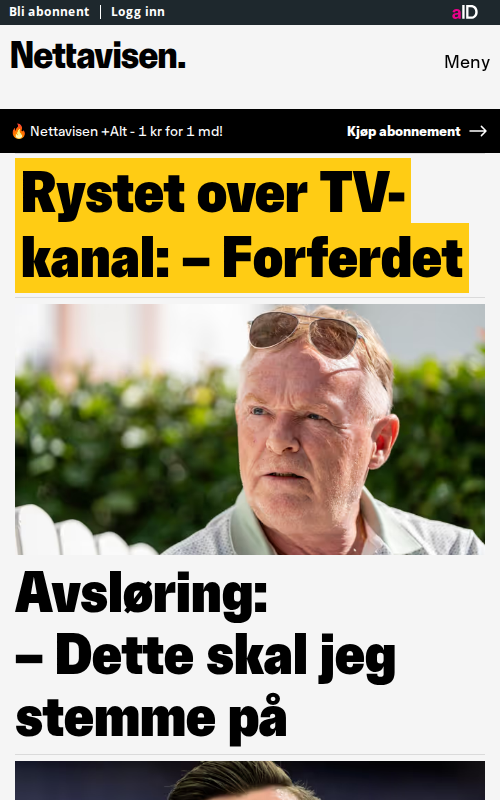 Bli abonnent | Logg inn
aID
Nettavisen.
Meny
🔥 Nettavisen +Alt - 1 kr for 1 md!
Kjøp abonnement →
Rystet over TV-
kanal: – Forferdet
Avsløring:
– Dette skal jeg
stemme på